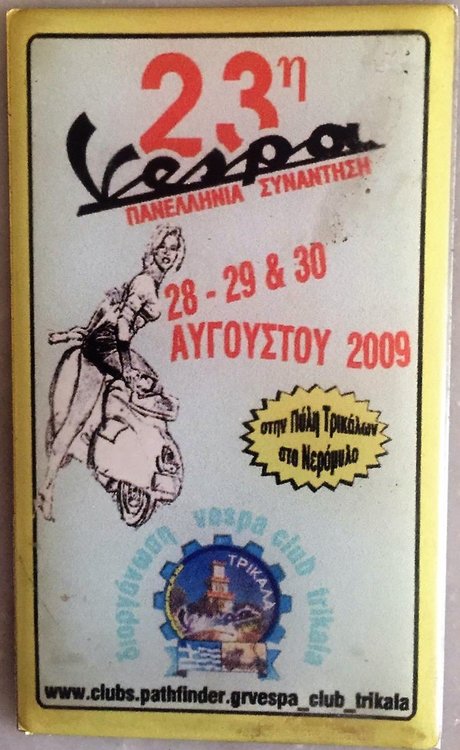 23η
Vespa
ΠΑΝΕΛΛΗΝΙΑ ΣΥΝΑΝΤΗΣΗ
28 - 29 & 30
ΑΥΓΟΥΣΤΟΥ 2009
στην Πύλη Τρικάλων
στο Νερόμυλο
διοργάνωση vespa club trikala
ΤΡΙΚΑΛΑ
www.clubs.pathfinder.grvespa_club_trikala